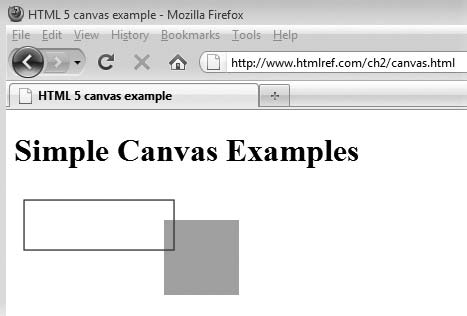 HTML 5 canvas example - Mozilla Firefox
File Edit View History Bookmarks Tools Help
http://www.htmlref.com/ch2/canvas.html
HTML 5 canvas example
Simple Canvas Examples